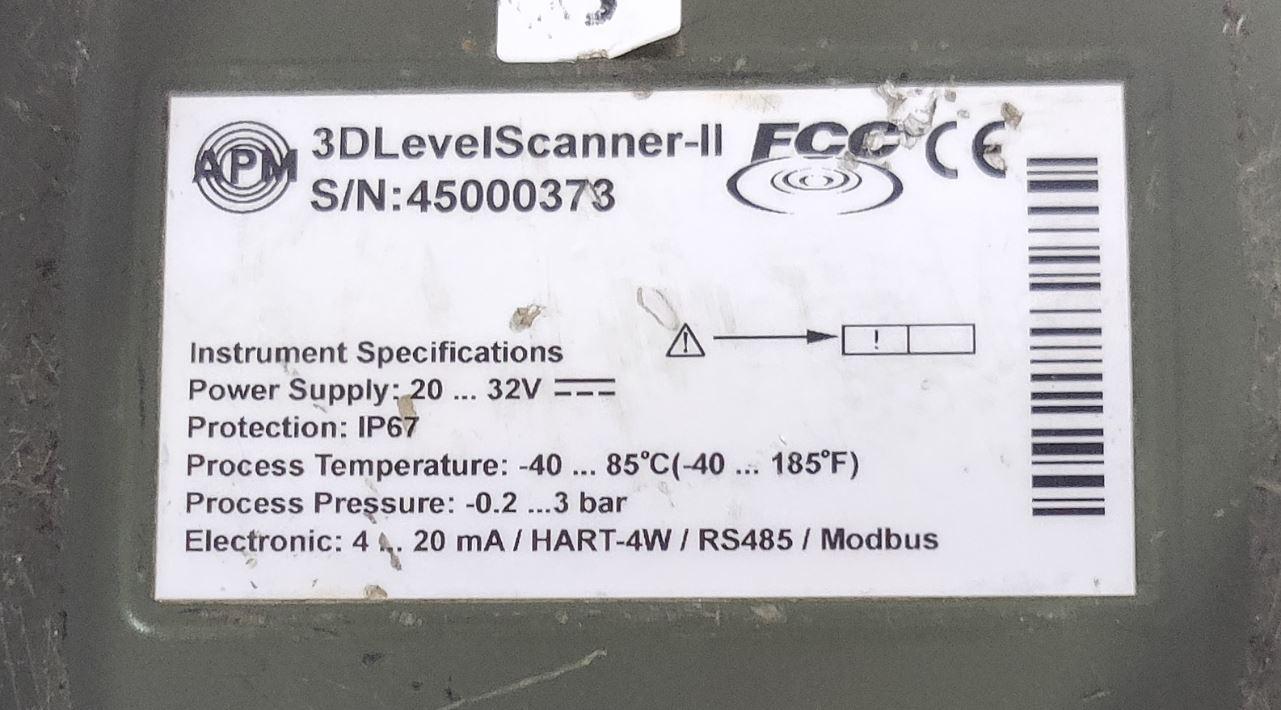 APM
3DLevelScanner-II
FCC CE
S/N:45000373
!
!
Instrument Specifications
Power Supply: 20 ... 32V
Protection: IP67
Process Temperature: -40 ... 85°C(-40 ... 185°F)
Process Pressure: -0.2 ...3 bar
Electronic: 4 ... 20 mA / HART-4W / RS485 / Modbus